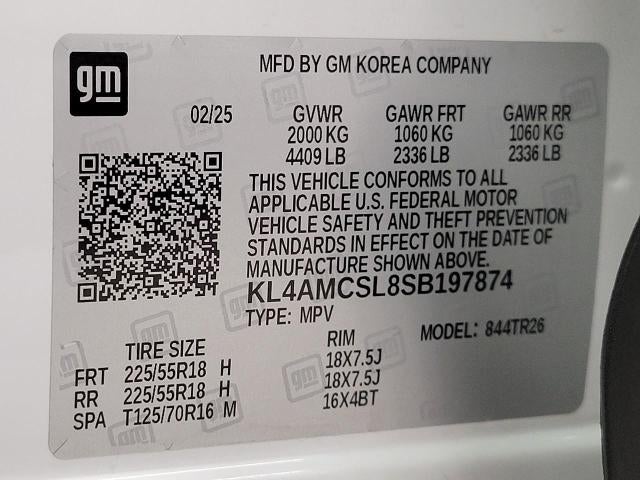 gm
MFD BY GM KOREA COMPANY
02/25 GVWR GAWR FRT GAWR RR
2000 KG 1060 KG 1060 KG
4409 LB 2336 LB 2336 LB
THIS VEHICLE CONFORMS TO ALL
APPLICABLE U.S. FEDERAL MOTOR
VEHICLE SAFETY AND THEFT PREVENTION
STANDARDS IN EFFECT ON THE DATE OF
MANUFACTURE SHOWN ABOVE.
KL4AMCSL8SB197874
TYPE: MPV MODEL: 844TR26
TIRE SIZE RIM
FRT 225/55R18 H 18X7.5J
RR 225/55R18 H 18X7.5J
SPA T125/70R16 M 16X4BT